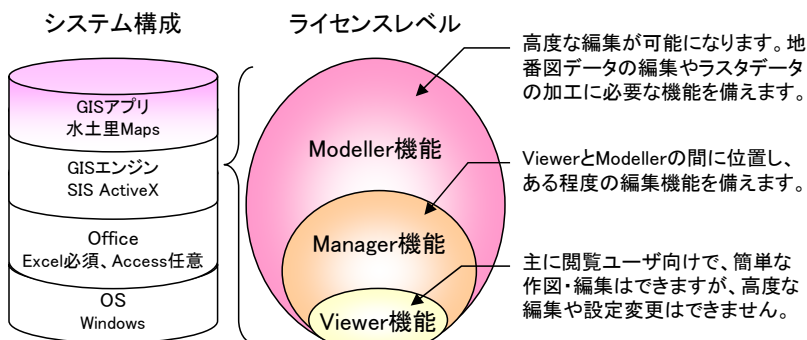 システム構成
ライセンスレベル
GISアプリ
水土里Maps
GISエンジン
SIS ActiveX
Office
Excel必須、Access任意
OS
Windows
Modeller機能
Manager機能
Viewer機能
高度な編集が可能になります。地
番図データの編集やラスタデータ
の加工に必要な機能を備えます。
ViewerとModellerの間に位置し、
ある程度の編集機能を備えます。
主に閲覧ユーザ向けで、簡単な
作図・編集はできますが、高度な
編集や設定変更はできません。